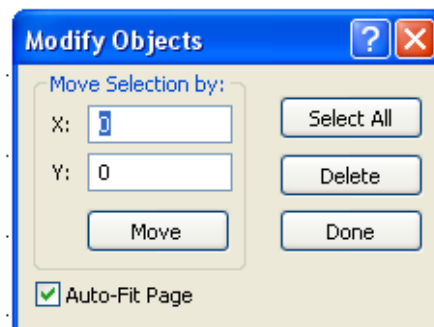 Modify Objects
Move Selection by:
X: 0
Y: 0
Move
Select All
Delete
Done
Auto-Fit Page